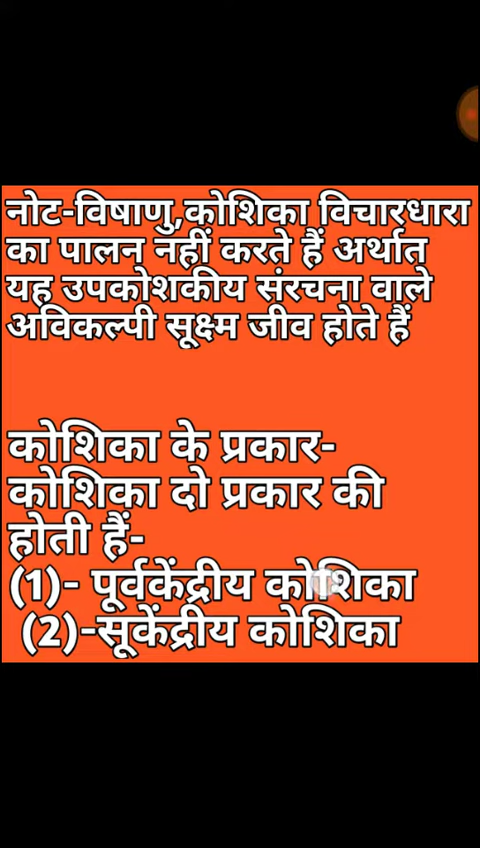 नोट-विषाणु,कोशिका विचारधारा
का पालन नहीं करते हैं अर्थात
यह उपकोशकीय संरचना वाले
अविकल्पी सूक्ष्म जीव होते हैं
कोशिका के प्रकार-
कोशिका दो प्रकार की
होती हैं-
(1)- पूर्वकेंद्रीय कोशिका
(2)-सूकेंद्रीय कोशिका